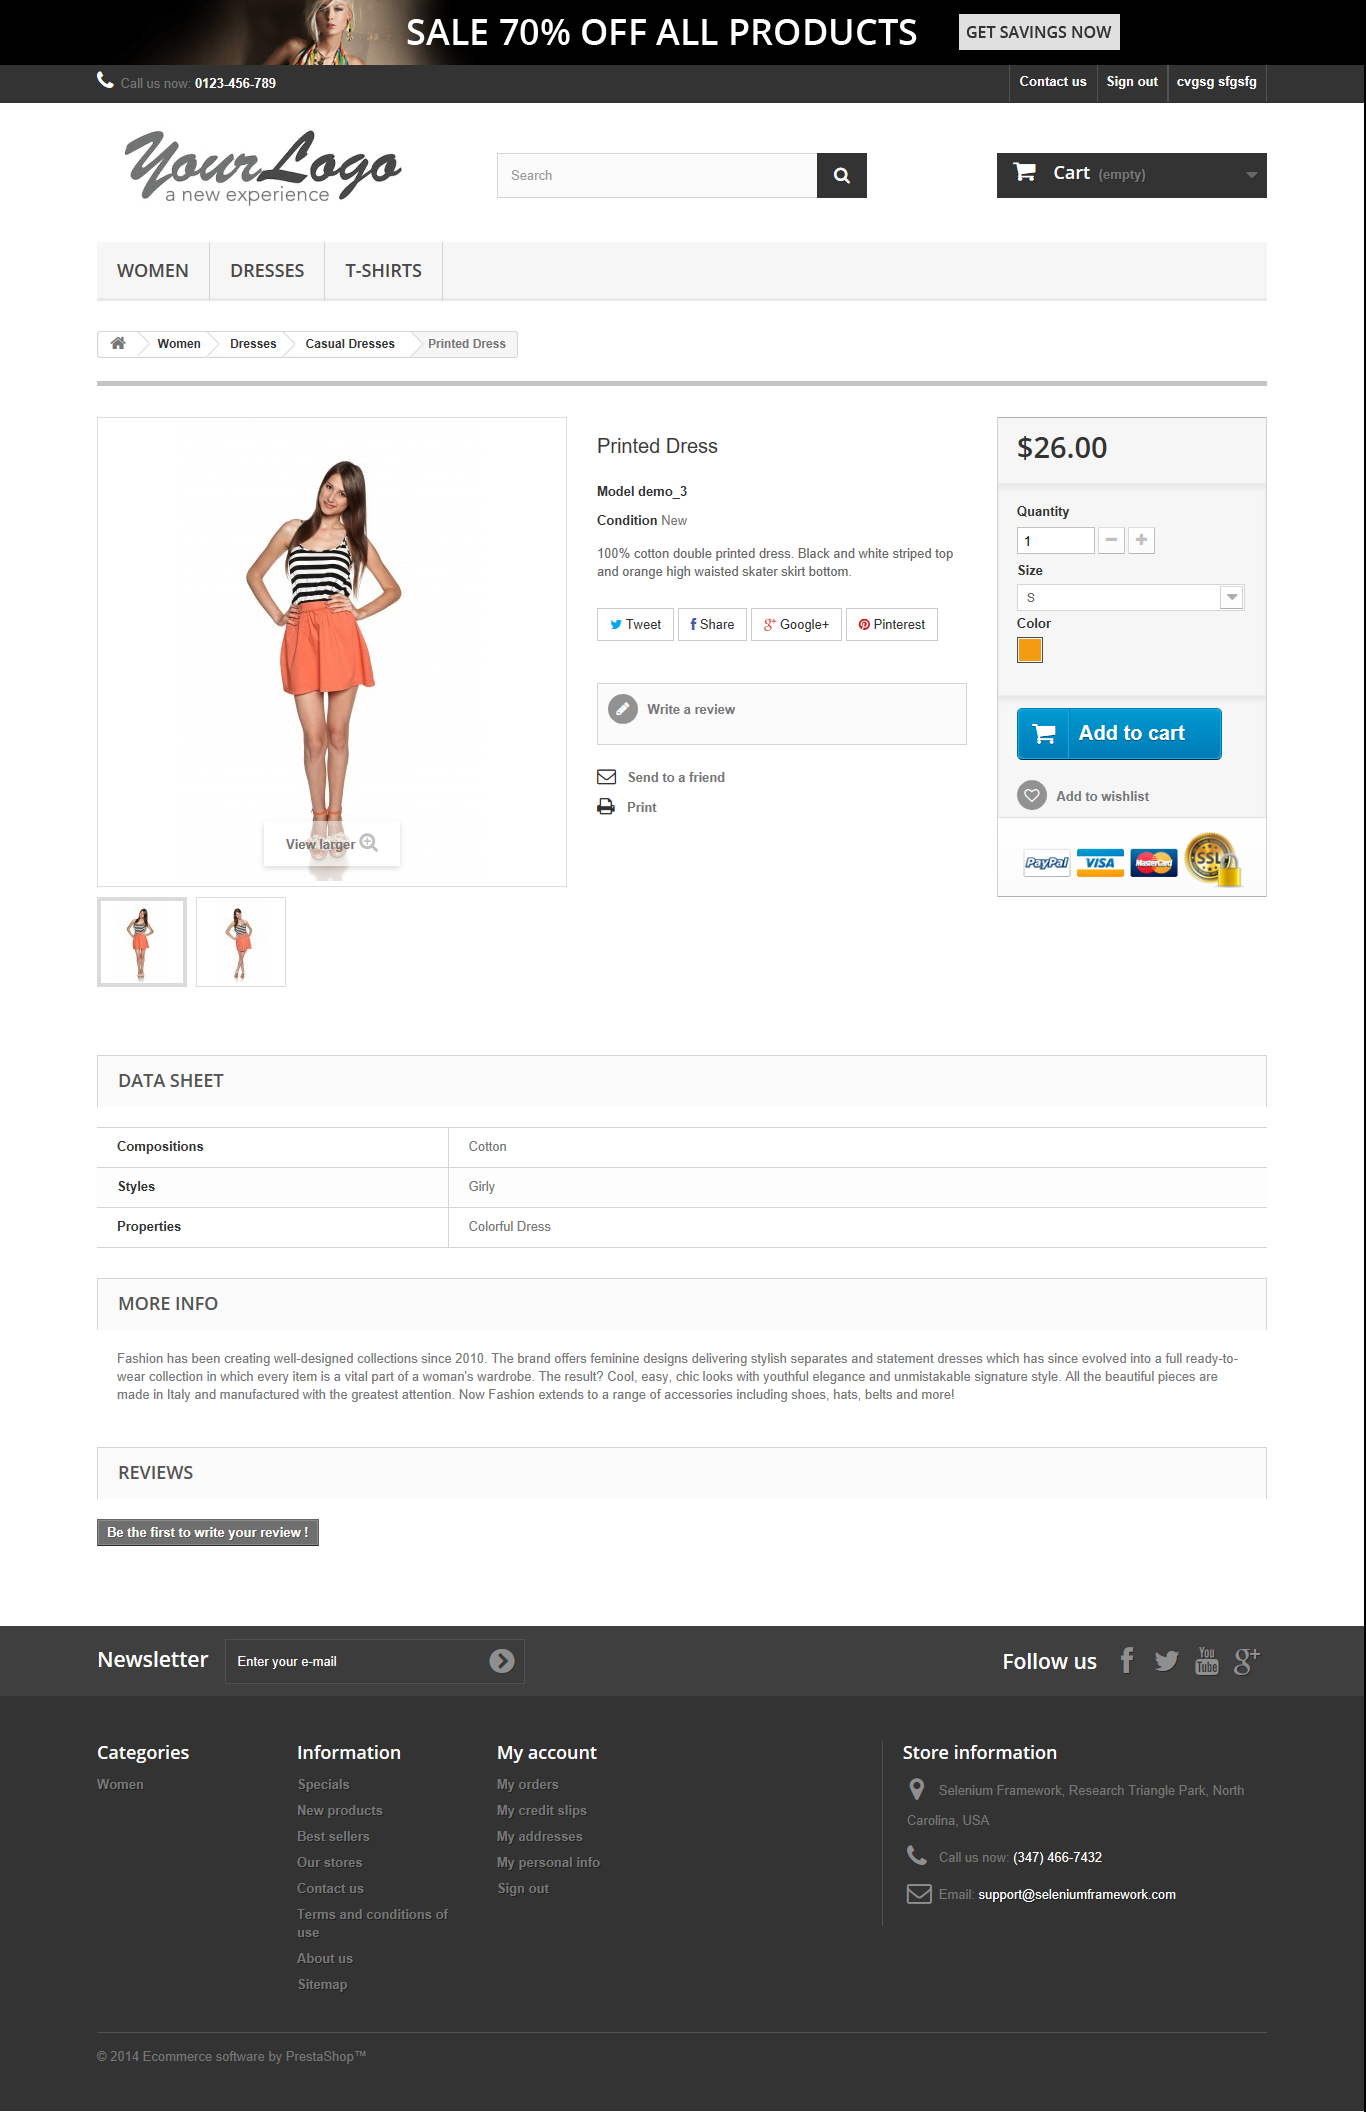 SALE 70% OFF ALL PRODUCTS GET SAVINGS NOW
Call us now: 0123-456-789 Contact us Sign out cvgsg sfgsfg
YourLogo
a new experience
Search
Cart (empty)
WOMEN DRESSES T-SHIRTS
Women Dresses Casual Dresses Printed Dress
Printed Dress
Model demo_3
Condition New
100% cotton double printed dress. Black and white striped top
and orange high waisted skater skirt bottom.
Tweet Share Google+ Pinterest
Write a review
Send to a friend
Print
View larger
$26.00
Quantity
1
Size
S
Color
Add to cart
Add to wishlist
PayPal VISA MasterCard SSL
DATA SHEET
Compositions Cotton
Styles Girly
Properties Colorful Dress
MORE INFO
Fashion has been creating well-designed collections since 2010. The brand offers feminine designs delivering stylish separates and statement dresses which has since evolved into a full ready-to-
wear collection in which every item is a vital part of a woman's wardrobe. The result? Cool, easy, chic looks with youthful elegance and unmistakable signature style. All the beautiful pieces are
made in Italy and manufactured with the greatest attention. Now Fashion extends to a range of accessories including shoes, hats, belts and more!
REVIEWS
Be the first to write your review !
Newsletter Enter your e-mail
Follow us You Tube
Categories
Women
Information
Specials
New products
Best sellers
Our stores
Contact us
Terms and conditions of
use
About us
Sitemap
My account
My orders
My credit slips
My addresses
My personal info
Sign out
Store information
Selenium Framework, Research Triangle Park, North
Carolina, USA
Call us now: (347) 466-7432
Email: support@seleniumframework.com
© 2014 Ecommerce software by PrestaShop™